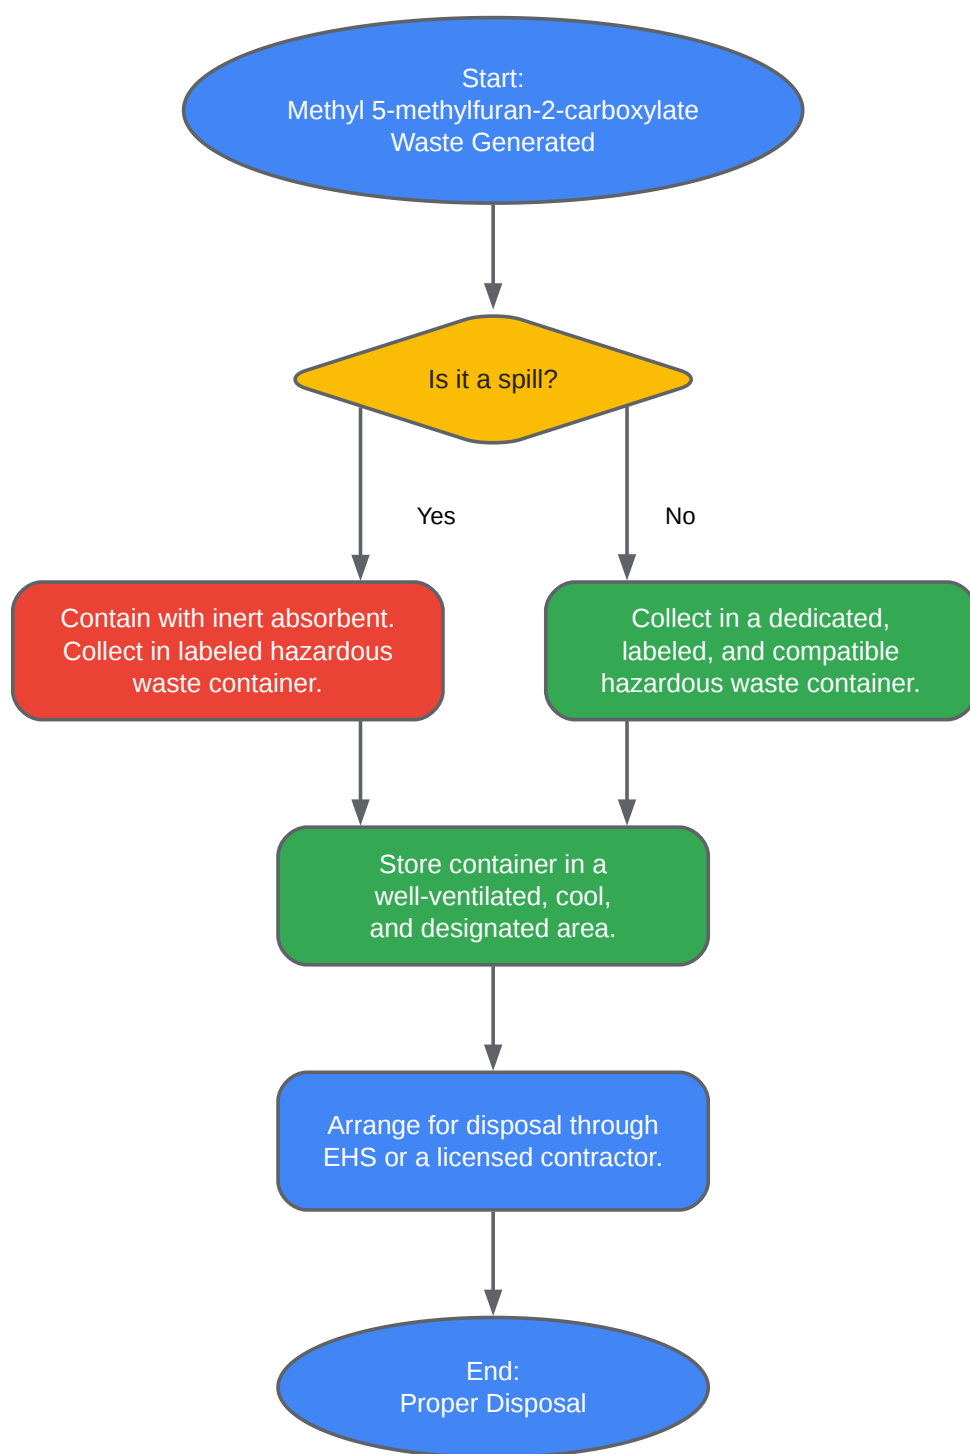 Start:
Methyl 5-methylfuran-2-carboxylate
Waste Generated
Is it a spill?
Yes
No
Contain with inert absorbent.
Collect in labeled hazardous
waste container.
Collect in a dedicated,
labeled, and compatible
hazardous waste container.
Store container in a
well-ventilated, cool,
and designated area.
Arrange for disposal through
EHS or a licensed contractor.
End:
Proper Disposal